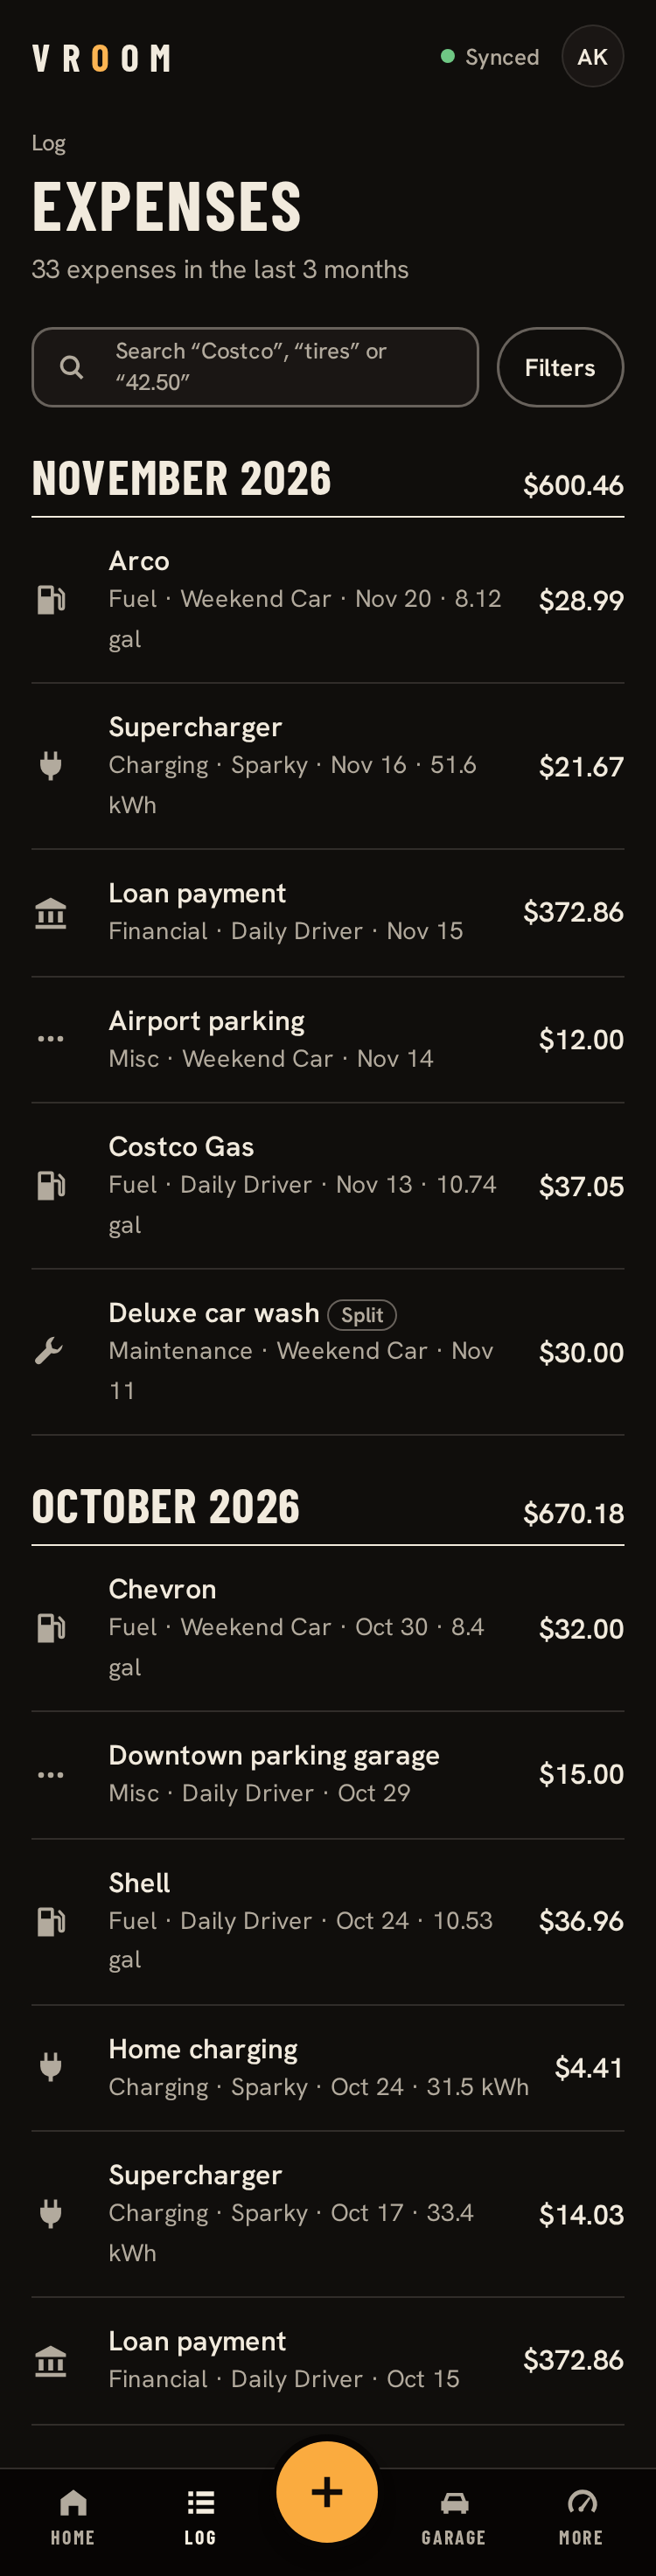 VROOM
Synced
AK
Log
EXPENSES
33 expenses in the last 3 months
Search “Costco”, “tires” or
“42.50”
Filters
NOVEMBER 2026 $600.46
Arco
Fuel · Weekend Car · Nov 20 · 8.12
gal
$28.99
Supercharger
Charging · Sparky · Nov 16 · 51.6
kWh
$21.67
Loan payment
Financial · Daily Driver · Nov 15
$372.86
Airport parking
Misc · Weekend Car · Nov 14
$12.00
Costco Gas
Fuel · Daily Driver · Nov 13 · 10.74
gal
$37.05
Deluxe car wash Split
Maintenance · Weekend Car · Nov
11
$30.00
OCTOBER 2026 $670.18
Chevron
Fuel · Weekend Car · Oct 30 · 8.4
gal
$32.00
Downtown parking garage
Misc · Daily Driver · Oct 29
$15.00
Shell
Fuel · Daily Driver · Oct 24 · 10.53
gal
$36.96
Home charging
Charging · Sparky · Oct 24 · 31.5 kWh
$4.41
Supercharger
Charging · Sparky · Oct 17 · 33.4
kWh
$14.03
Loan payment
Financial · Daily Driver · Oct 15
$372.86
HOME LOG GARAGE MORE